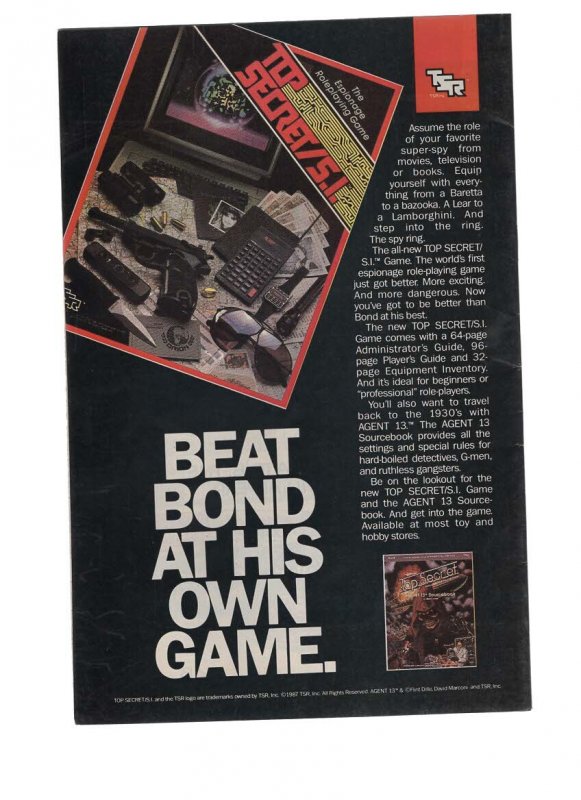 TOP
SECRET/S.I.
The
Espionage
Roleplaying Game
TSR
TSR
Assume the role
of your favorite
super-spy from
movies, television
or books. Equip
yourself with every-
thing from a Baretta
to a bazooka. A Lear to
a Lamborghini. And
step into the ring.
The spy ring.
The all-new TOP SECRET/
S.I.™ Game. The world's first
espionage role-playing game
just got better. More exciting.
And more dangerous. Now
you've got to be better than
Bond at his best.
The new TOP SECRET/S.I.
Game comes with a 64-page
Administrator's Guide, 96-
page Player's Guide and 32-
page Equipment Inventory.
And it's ideal for beginners or
"professional" role-players.
You'll also want to travel
back to the 1930's with
AGENT 13.™ The AGENT 13
Sourcebook provides all the
settings and special rules for
hard-boiled detectives, G-men,
and ruthless gangsters.
Be on the lookout for the
new TOP SECRET/S.I. Game
and the AGENT 13 Source-
book. And get into the game.
Available at most toy and
hobby stores.
BEAT
BOND
AT HIS
OWN
GAME.
Top Secret
AGENT 13™ Sourcebook
TOP SECRET/S.I. and the TSR logo are trademarks owned by TSR, Inc. ©1987 TSR, Inc. All Rights Reserved. AGENT 13™ & ©Flint Dille, David Marconi and TSR, Inc.